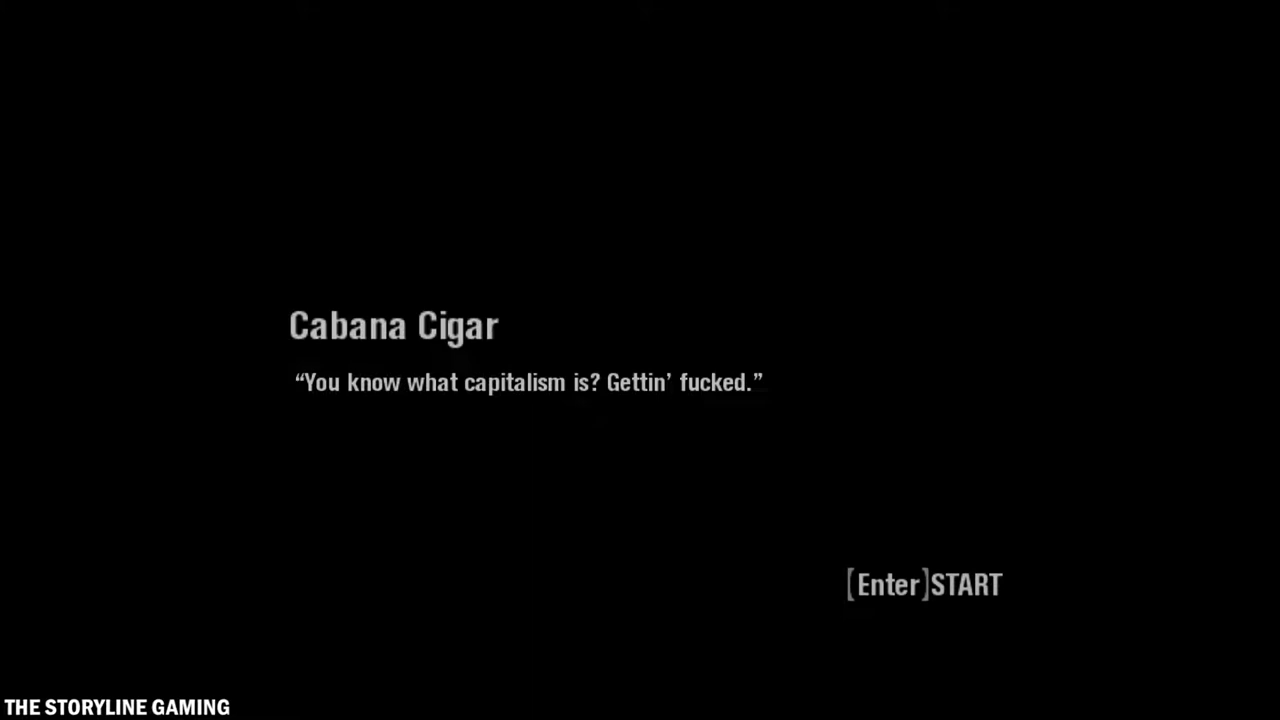 Cabana Cigar
“You know what capitalism is? Gettin’ fucked.”
[Enter]START
THE STORYLINE GAMING